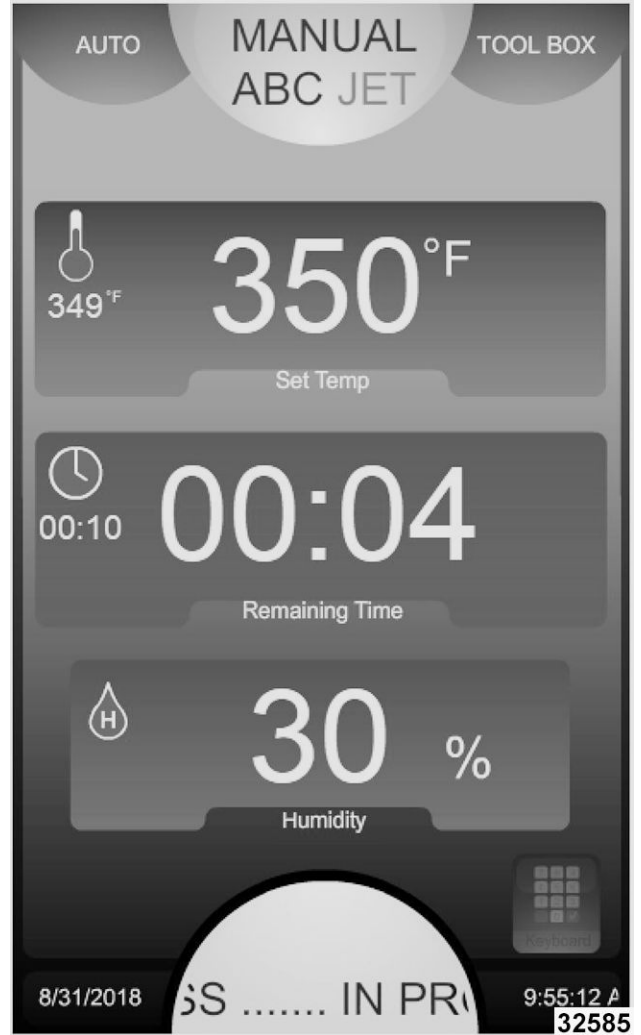 AUTO
MANUAL
ABC JET
TOOL BOX
349°F
350°F
Set Temp
00:10
00:04
Remaining Time
H
30 %
Humidity
Keyboard
8/31/2018
SS ....... IN PR
9:55:12 A
32585